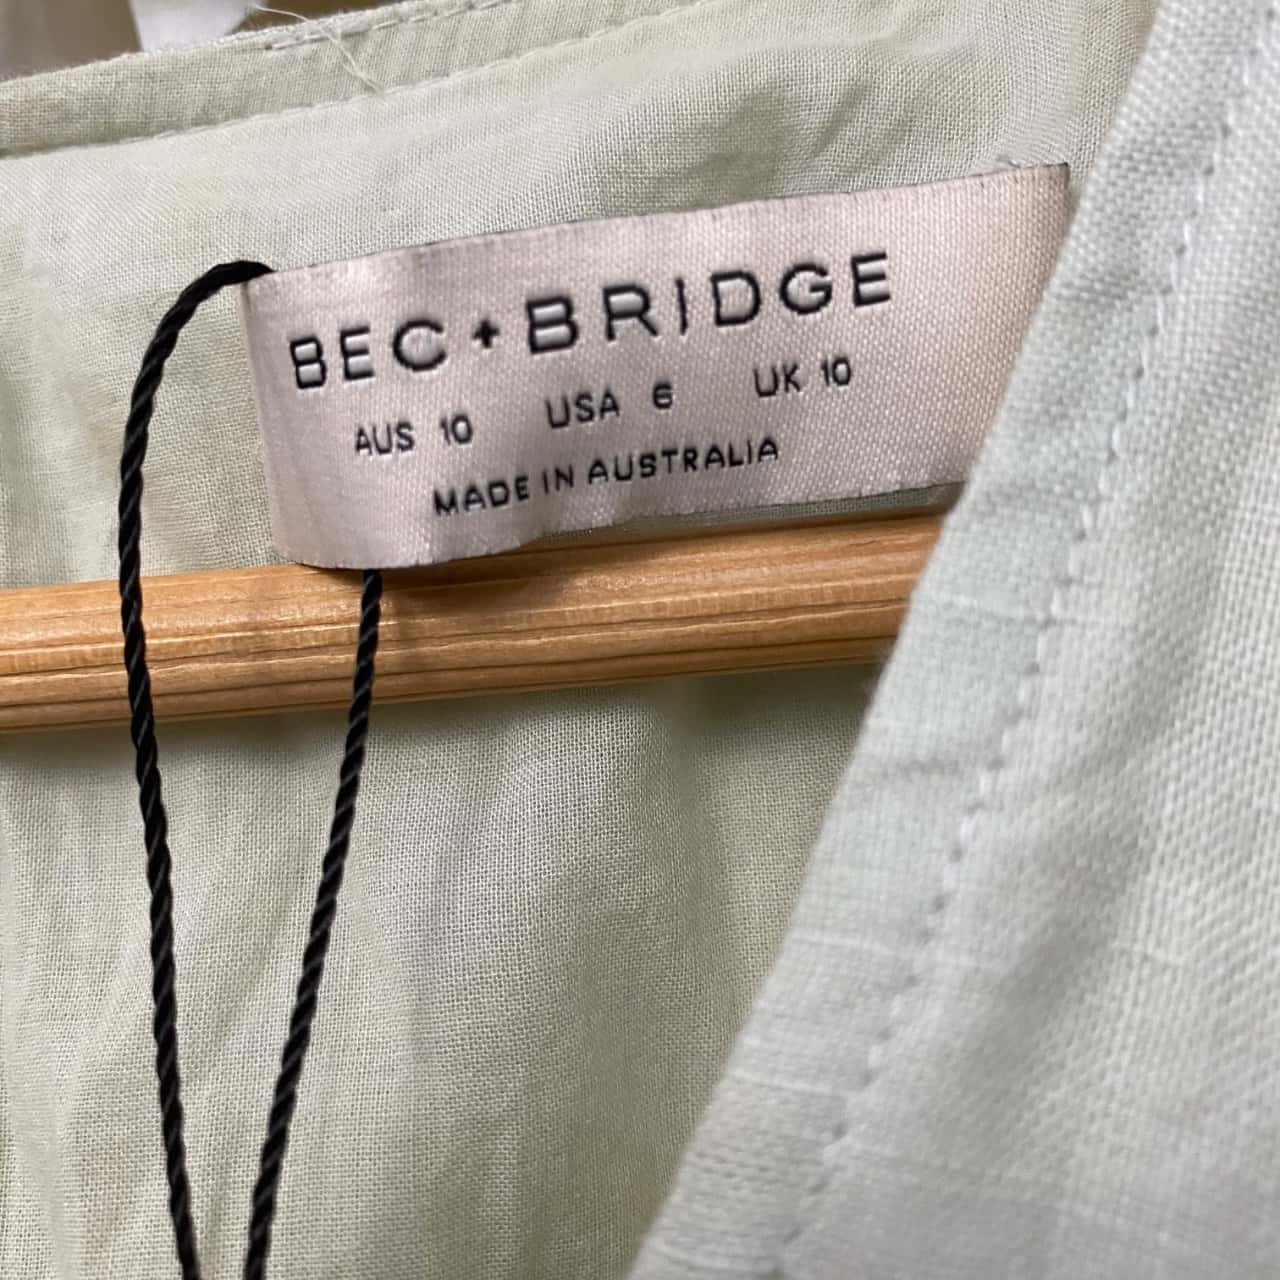 BEC + BRIDGE
AUS 10 USA 6 UK 10
MADE IN AUSTRALIA